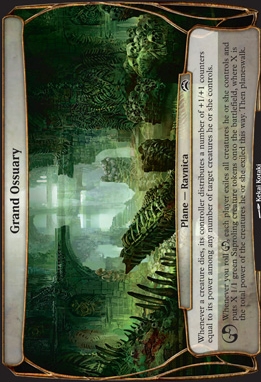 Grand Ossuary
Plane — Ravnica
Whenever a creature dies, its controller distributes a number of +1/+1 counters
equal to its power among any number of target creatures he or she controls.
Whenever you roll , each player exiles all creatures he or she controls and
puts X 1/1 green Saproling creature tokens onto the battlefield, where X is
the total power of the creatures he or she exiled this way. Then planeswalk.
Kekai Kotaki